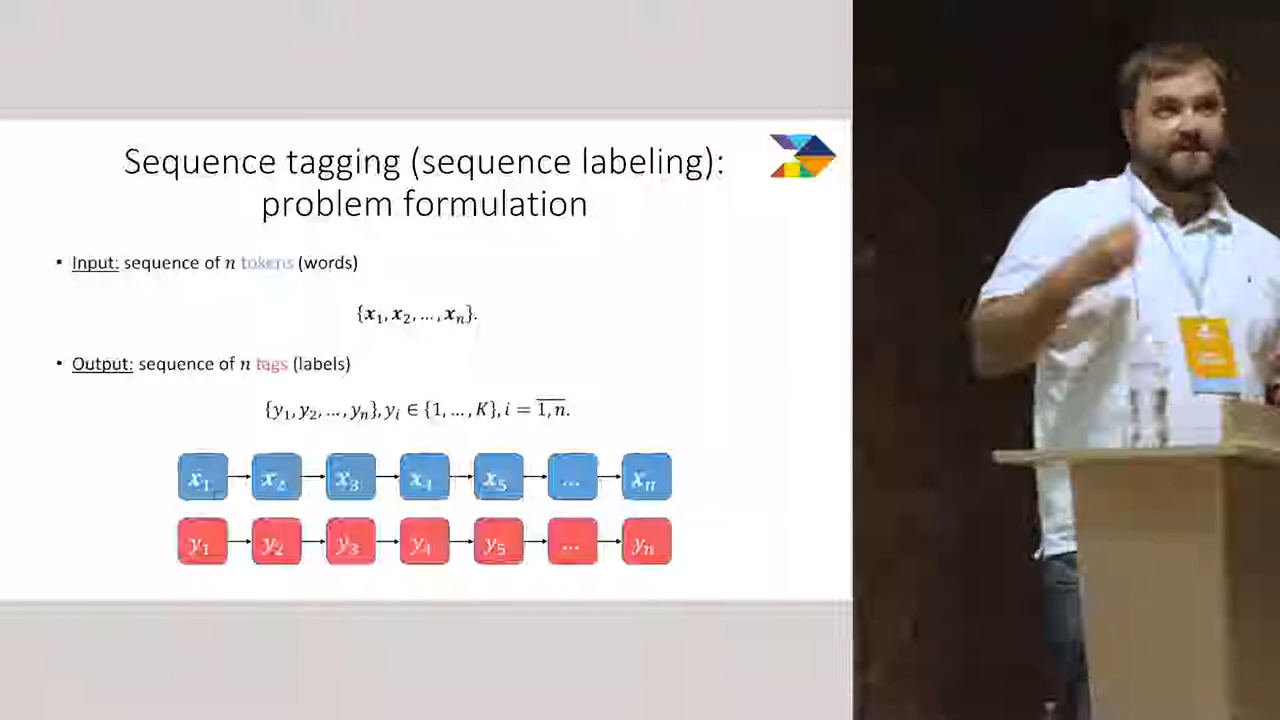 Sequence tagging (sequence labeling):
problem formulation
• Input: sequence of n tokens (words)
{x₁, x₂, …, xₙ}.
• Output: sequence of n tags (labels)
{y₁, y₂, …, yₙ}, yᵢ ∈ {1, …, K}, i = \overline{1, n}.
x₁ x₂ x₃ x₄ x₅ … xₙ
y₁ y₂ y₃ y₄ y₅ … yₙ